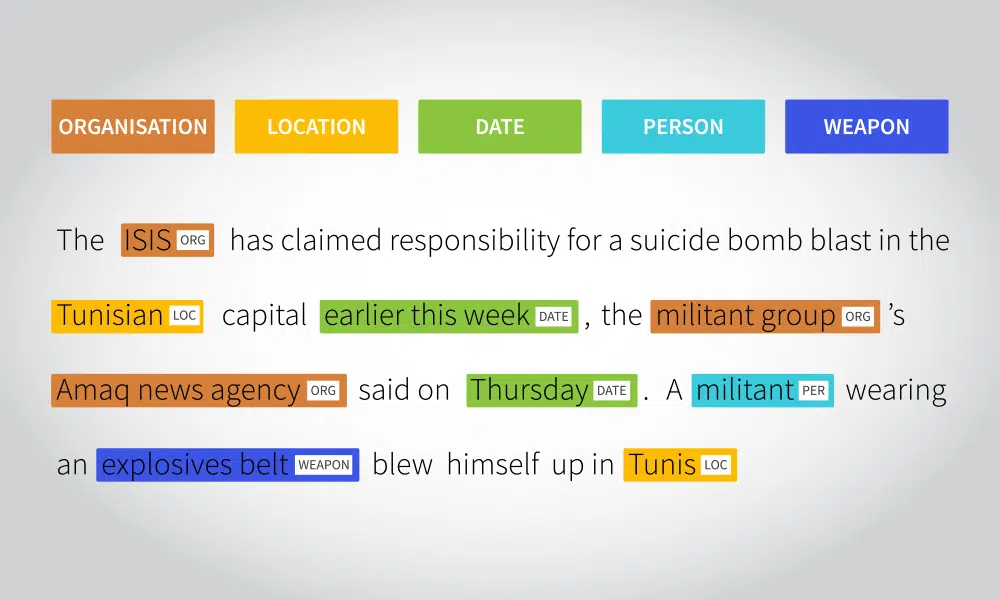 ORGANISATION LOCATION DATE PERSON WEAPON
The ISIS ORG has claimed responsibility for a suicide bomb blast in the
Tunisian LOC capital earlier this week DATE , the militant group ORG 's
Amaq news agency ORG said on Thursday DATE . A militant PER wearing
an explosives belt WEAPON blew himself up in Tunis LOC